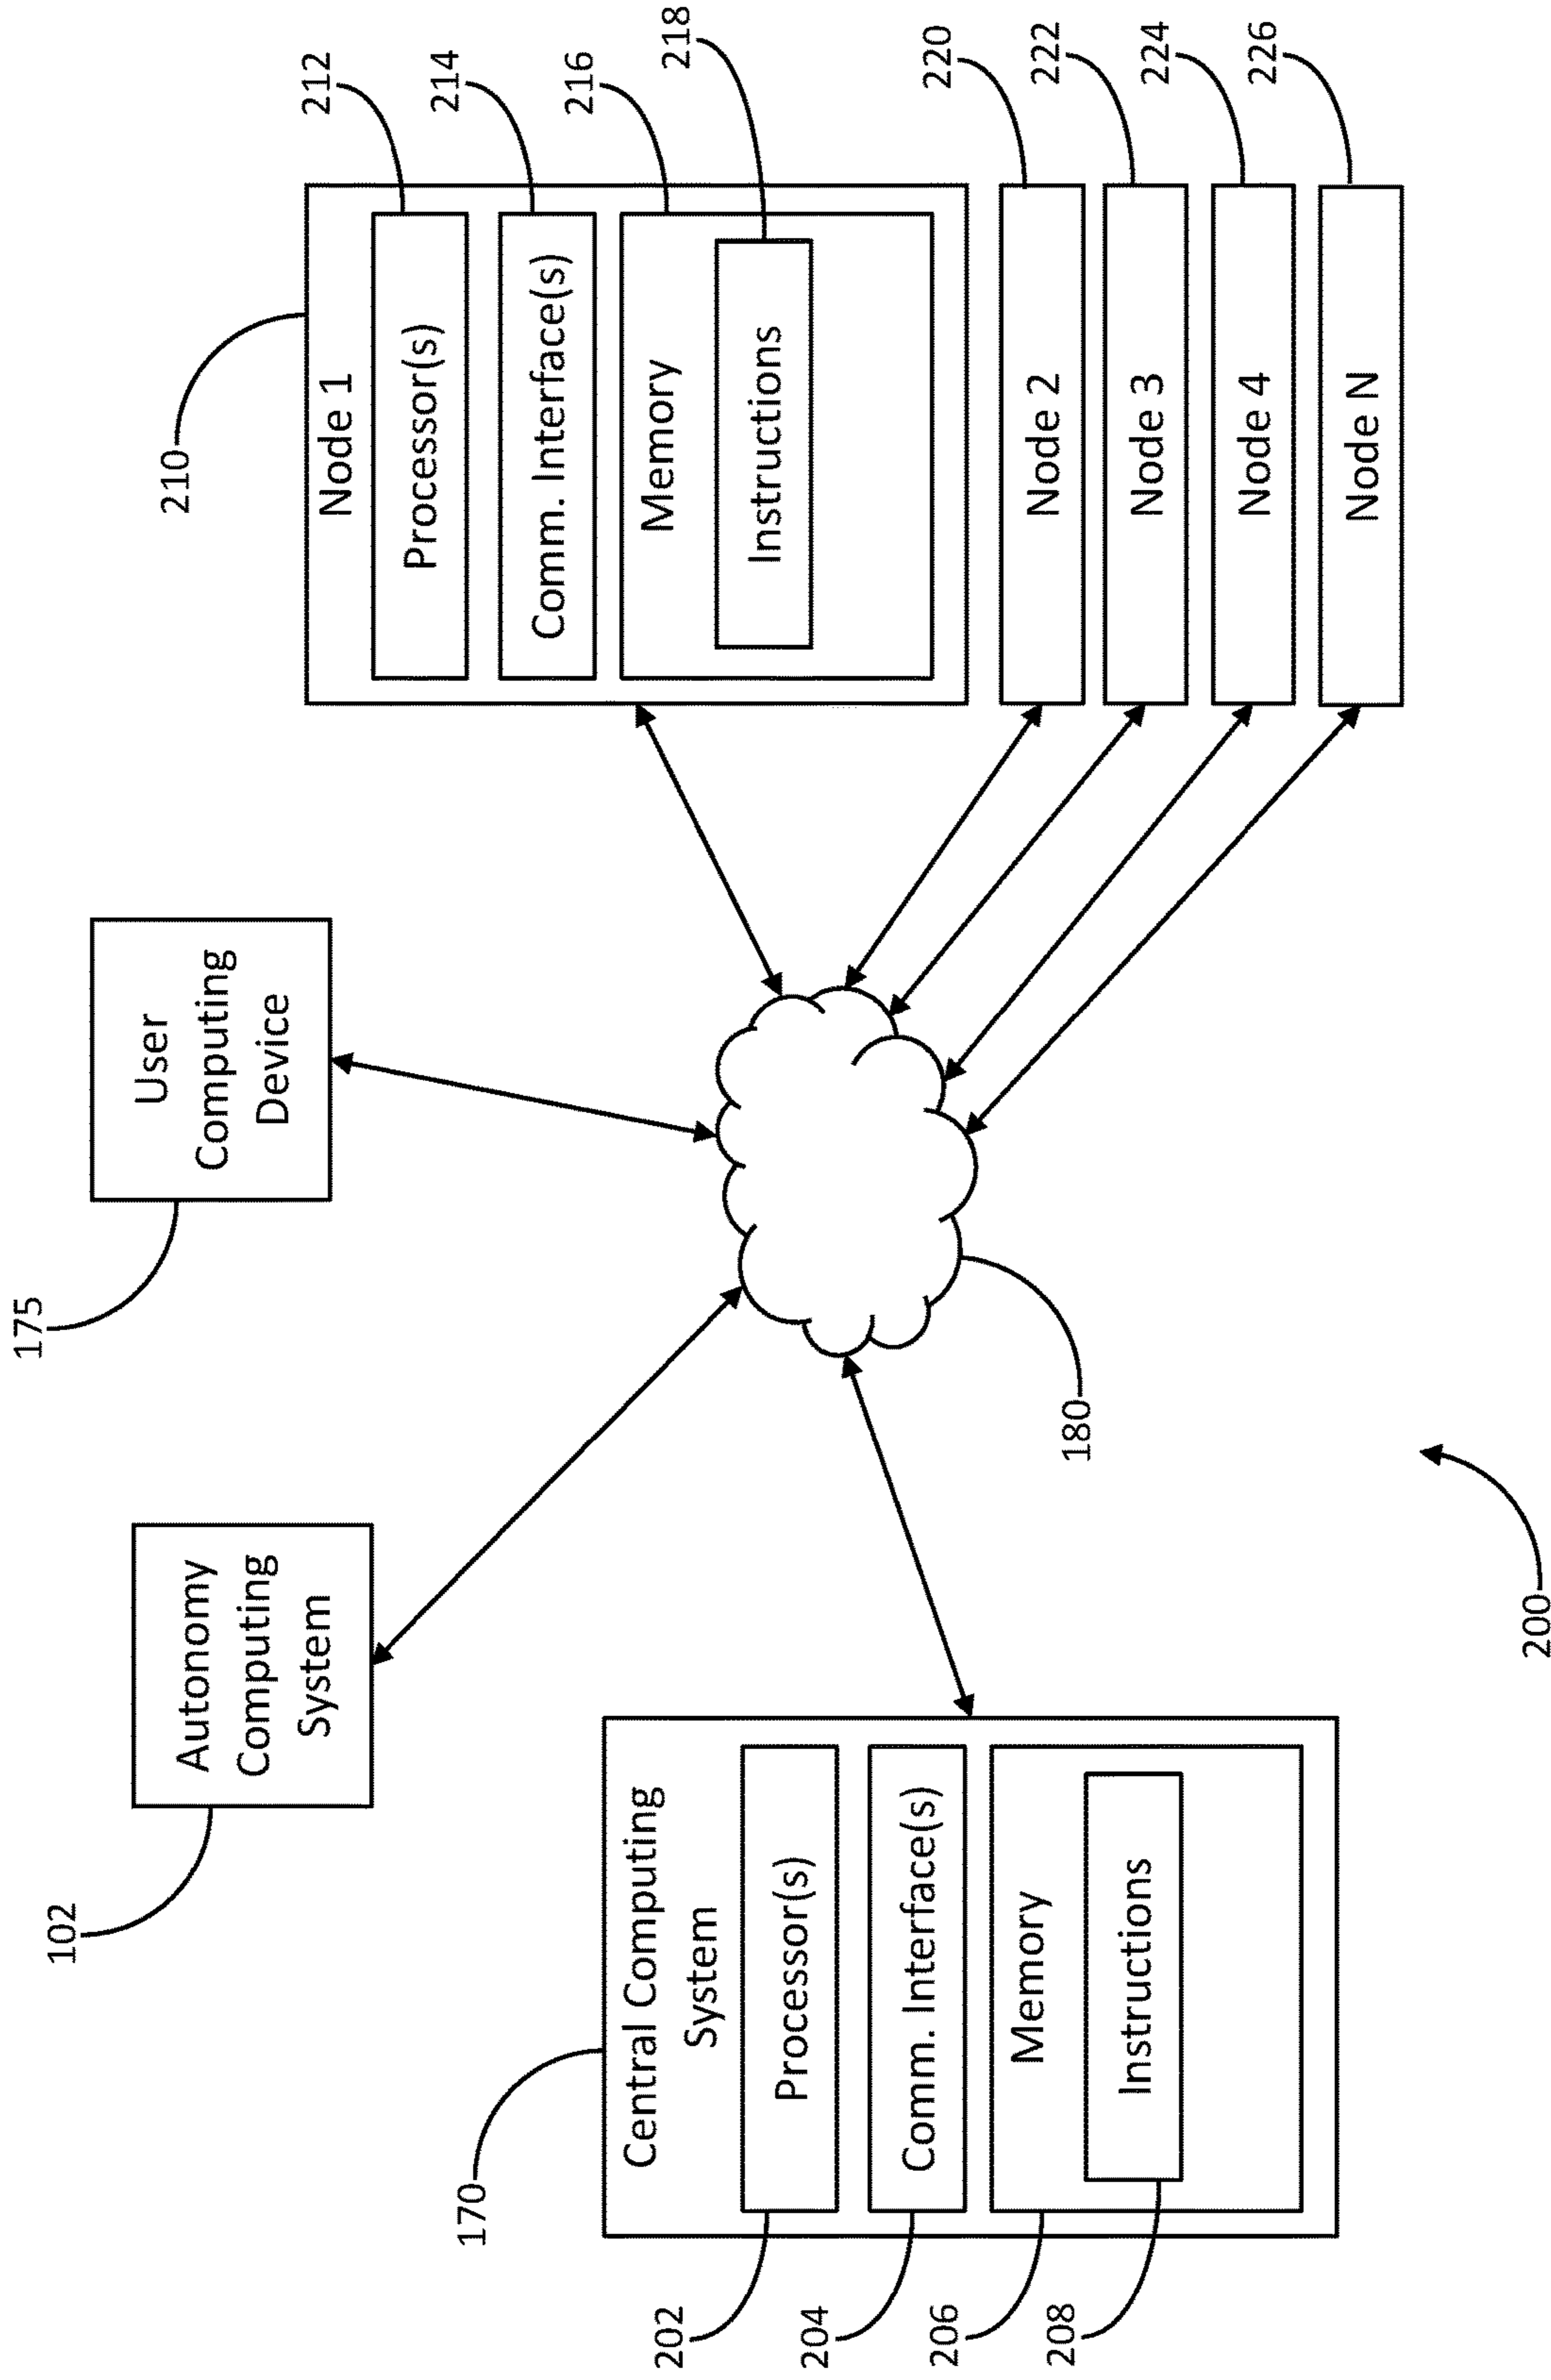 175
User
Computing
Device
102
Autonomy
Computing
System
210
Node 1
212
Processor(s)
214
Comm. Interface(s)
216
Memory
218
Instructions
220
Node 2
222
Node 3
224
Node 4
226
Node N
170
Central Computing
System
202
Processor(s)
204
Comm. Interface(s)
206
Memory
208
Instructions
180
200